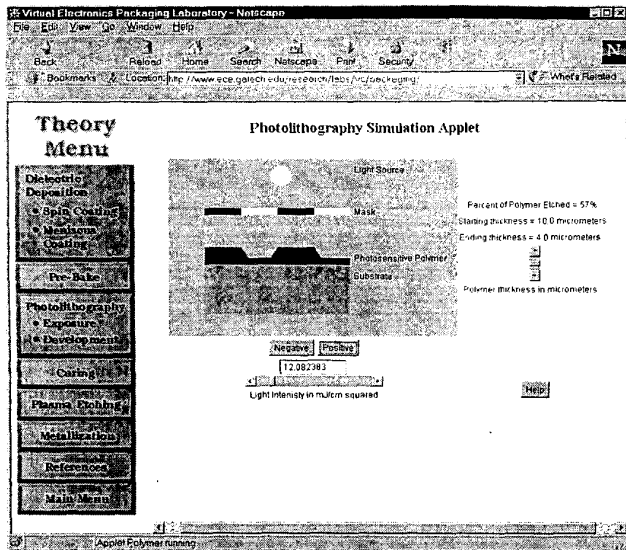 Virtual Electronics Packaging Laboratory - Netscape
File Edit View Go Window Help
Back Reload Home Search Netscape Print Security
Bookmarks Location: http://www.ece.gatech.edu/research/labs/vc/packaging/ What's Related
Theory
Menu
Dielectric
Deposition
Spin Coating
Meniscus
Coating
Pre-Bake
Photolithography
Exposure
Development
Curing
Plasma Etching
Metallization
References
Main Menu
Photolithography Simulation Applet
Light Source
Mask
Photosensitive Polymer
Substrate
Percent of Polymer Etched = 57%
Starting thickness = 10.0 micrometers
Ending thickness = 4.0 micrometers
Polymer thickness in micrometers
Negative Positive
12.082383
Light Intenisty in mJ/cm squared
Help
Applet Polymer running
N